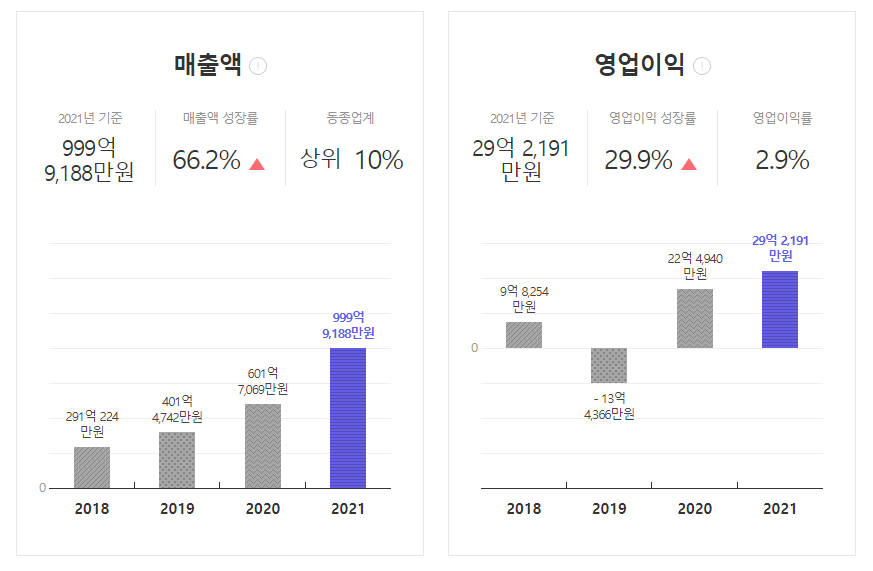 매출액
2021년 기준
999억
9,188만원
매출액 성장률
66.2%
동종업계
상위 10%
999억
9,188만원
601억
7,069만원
401억
4,742만원
291억 224
만원
0
2018 2019 2020 2021
영업이익
2021년 기준
29억 2,191
만원
영업이익 성장률
29.9%
영업이익률
2.9%
29억 2,191
만원
22억 4,940
만원
9억 8,254
만원
0
- 13억
4,366만원
2018 2019 2020 2021